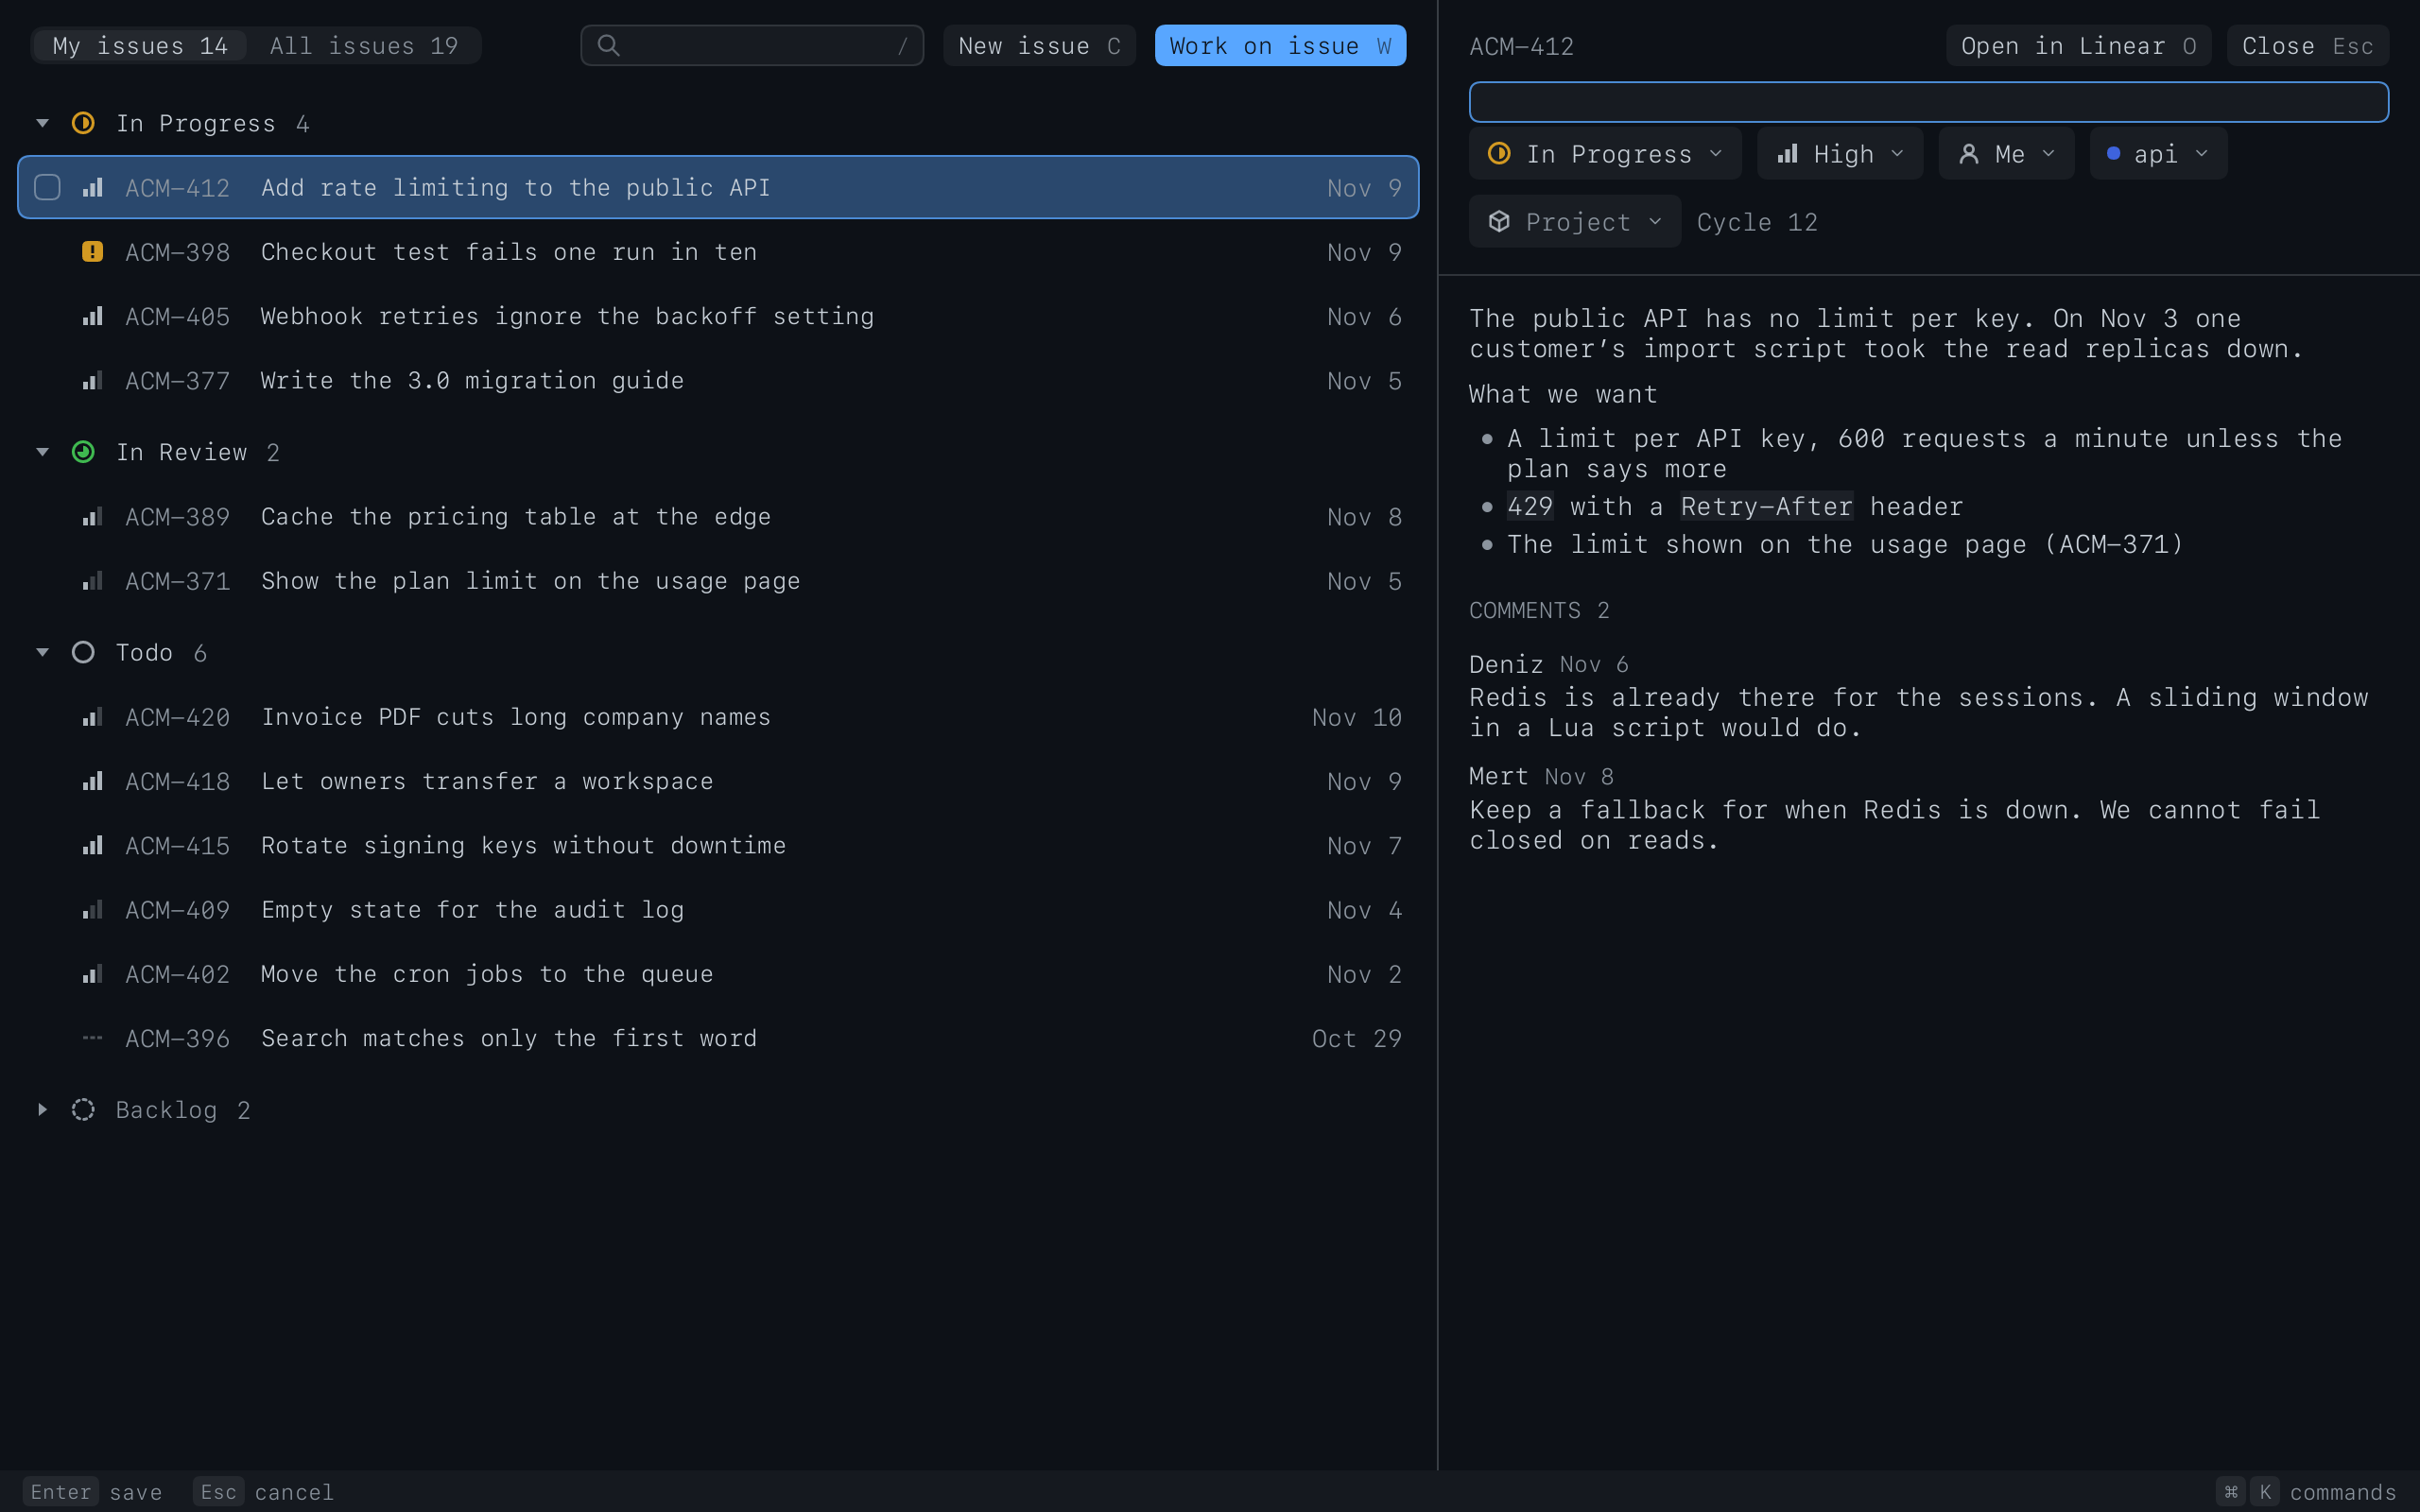 My issues 14 All issues 19 / New issue C Work on issue W
In Progress 4
ACM-412 Add rate limiting to the public API Nov 9
ACM-398 Checkout test fails one run in ten Nov 9
ACM-405 Webhook retries ignore the backoff setting Nov 6
ACM-377 Write the 3.0 migration guide Nov 5
In Review 2
ACM-389 Cache the pricing table at the edge Nov 8
ACM-371 Show the plan limit on the usage page Nov 5
Todo 6
ACM-420 Invoice PDF cuts long company names Nov 10
ACM-418 Let owners transfer a workspace Nov 9
ACM-415 Rotate signing keys without downtime Nov 7
ACM-409 Empty state for the audit log Nov 4
ACM-402 Move the cron jobs to the queue Nov 2
ACM-396 Search matches only the first word Oct 29
Backlog 2
ACM-412 Open in Linear O Close Esc
In Progress High Me api
Project Cycle 12
The public API has no limit per key. On Nov 3 one
customer’s import script took the read replicas down.
What we want
• A limit per API key, 600 requests a minute unless the
plan says more
• 429 with a Retry-After header
• The limit shown on the usage page (ACM-371)
COMMENTS 2
Deniz Nov 6
Redis is already there for the sessions. A sliding window
in a Lua script would do.
Mert Nov 8
Keep a fallback for when Redis is down. We cannot fail
closed on reads.
Enter save Esc cancel ⌘ K commands